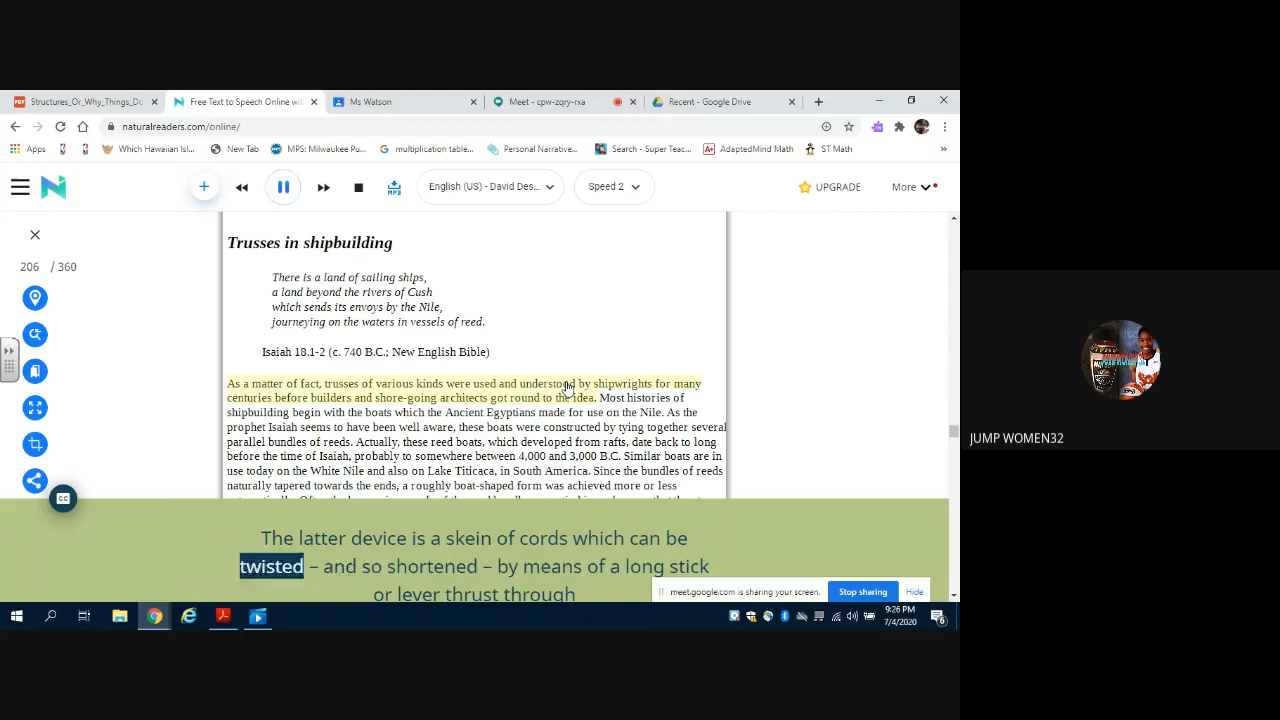 Structures_Or_Why_Things_Do
Free Text to Speech Online wit
Ms Watson
Meet - cpw-zqry-rxa
Recent - Google Drive
naturalreaders.com/online/
Apps
Which Hawaiian Isl...
New Tab
MPS: Milwaukee Pu...
multiplication table...
Personal Narrative...
Search - Super Teac...
AdaptedMind Math
ST Math
»
MP3
English (US) - David Des...
Speed 2
UPGRADE
More
206 / 360
Trusses in shipbuilding
There is a land of sailing ships,
a land beyond the rivers of Cush
which sends its envoys by the Nile,
journeying on the waters in vessels of reed.
Isaiah 18.1-2 (c. 740 B.C.; New English Bible)
As a matter of fact, trusses of various kinds were used and understood by shipwrights for many
centuries before builders and shore-going architects got round to the idea. Most histories of
shipbuilding begin with the boats which the Ancient Egyptians made for use on the Nile. As the
prophet Isaiah seems to have been well aware, these boats were constructed by tying together several
parallel bundles of reeds. Actually, these reed boats, which developed from rafts, date back to long
before the time of Isaiah, probably to somewhere between 4,000 and 3,000 B.C. Similar boats are in
use today on the White Nile and also on Lake Titicaca, in South America. Since the bundles of reeds
naturally tapered towards the ends, a roughly boat-shaped form was achieved more or less
CC
The latter device is a skein of cords which can be
twisted – and so shortened – by means of a long stick
or lever thrust through
meet.google.com is sharing your screen.
Stop sharing
Hide
9:26 PM
7/4/2020
6
JUMP WOMEN32